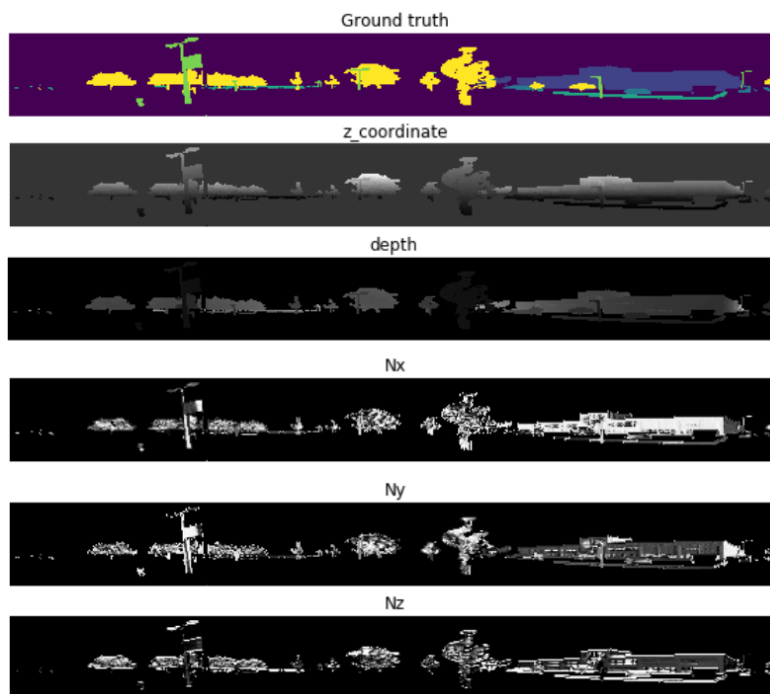 Ground truth
z_coordinate
depth
Nx
Ny
Nz